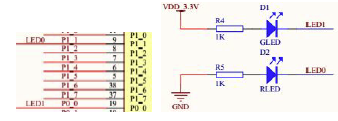 VDD_3.3V
D1
R4
LED1
1K
GLED
D2
R5
LED0
1K
RLED
GND
LED0
P1_1
9
P1_0
P1_2
8
P1_1
P1_3
7
P1_2
P1_4
6
P1_3
P1_5
5
P1_4
P1_6
38
P1_5
P1_7
37
P1_6
LED1
P0_0
19
P1_7
P0_0